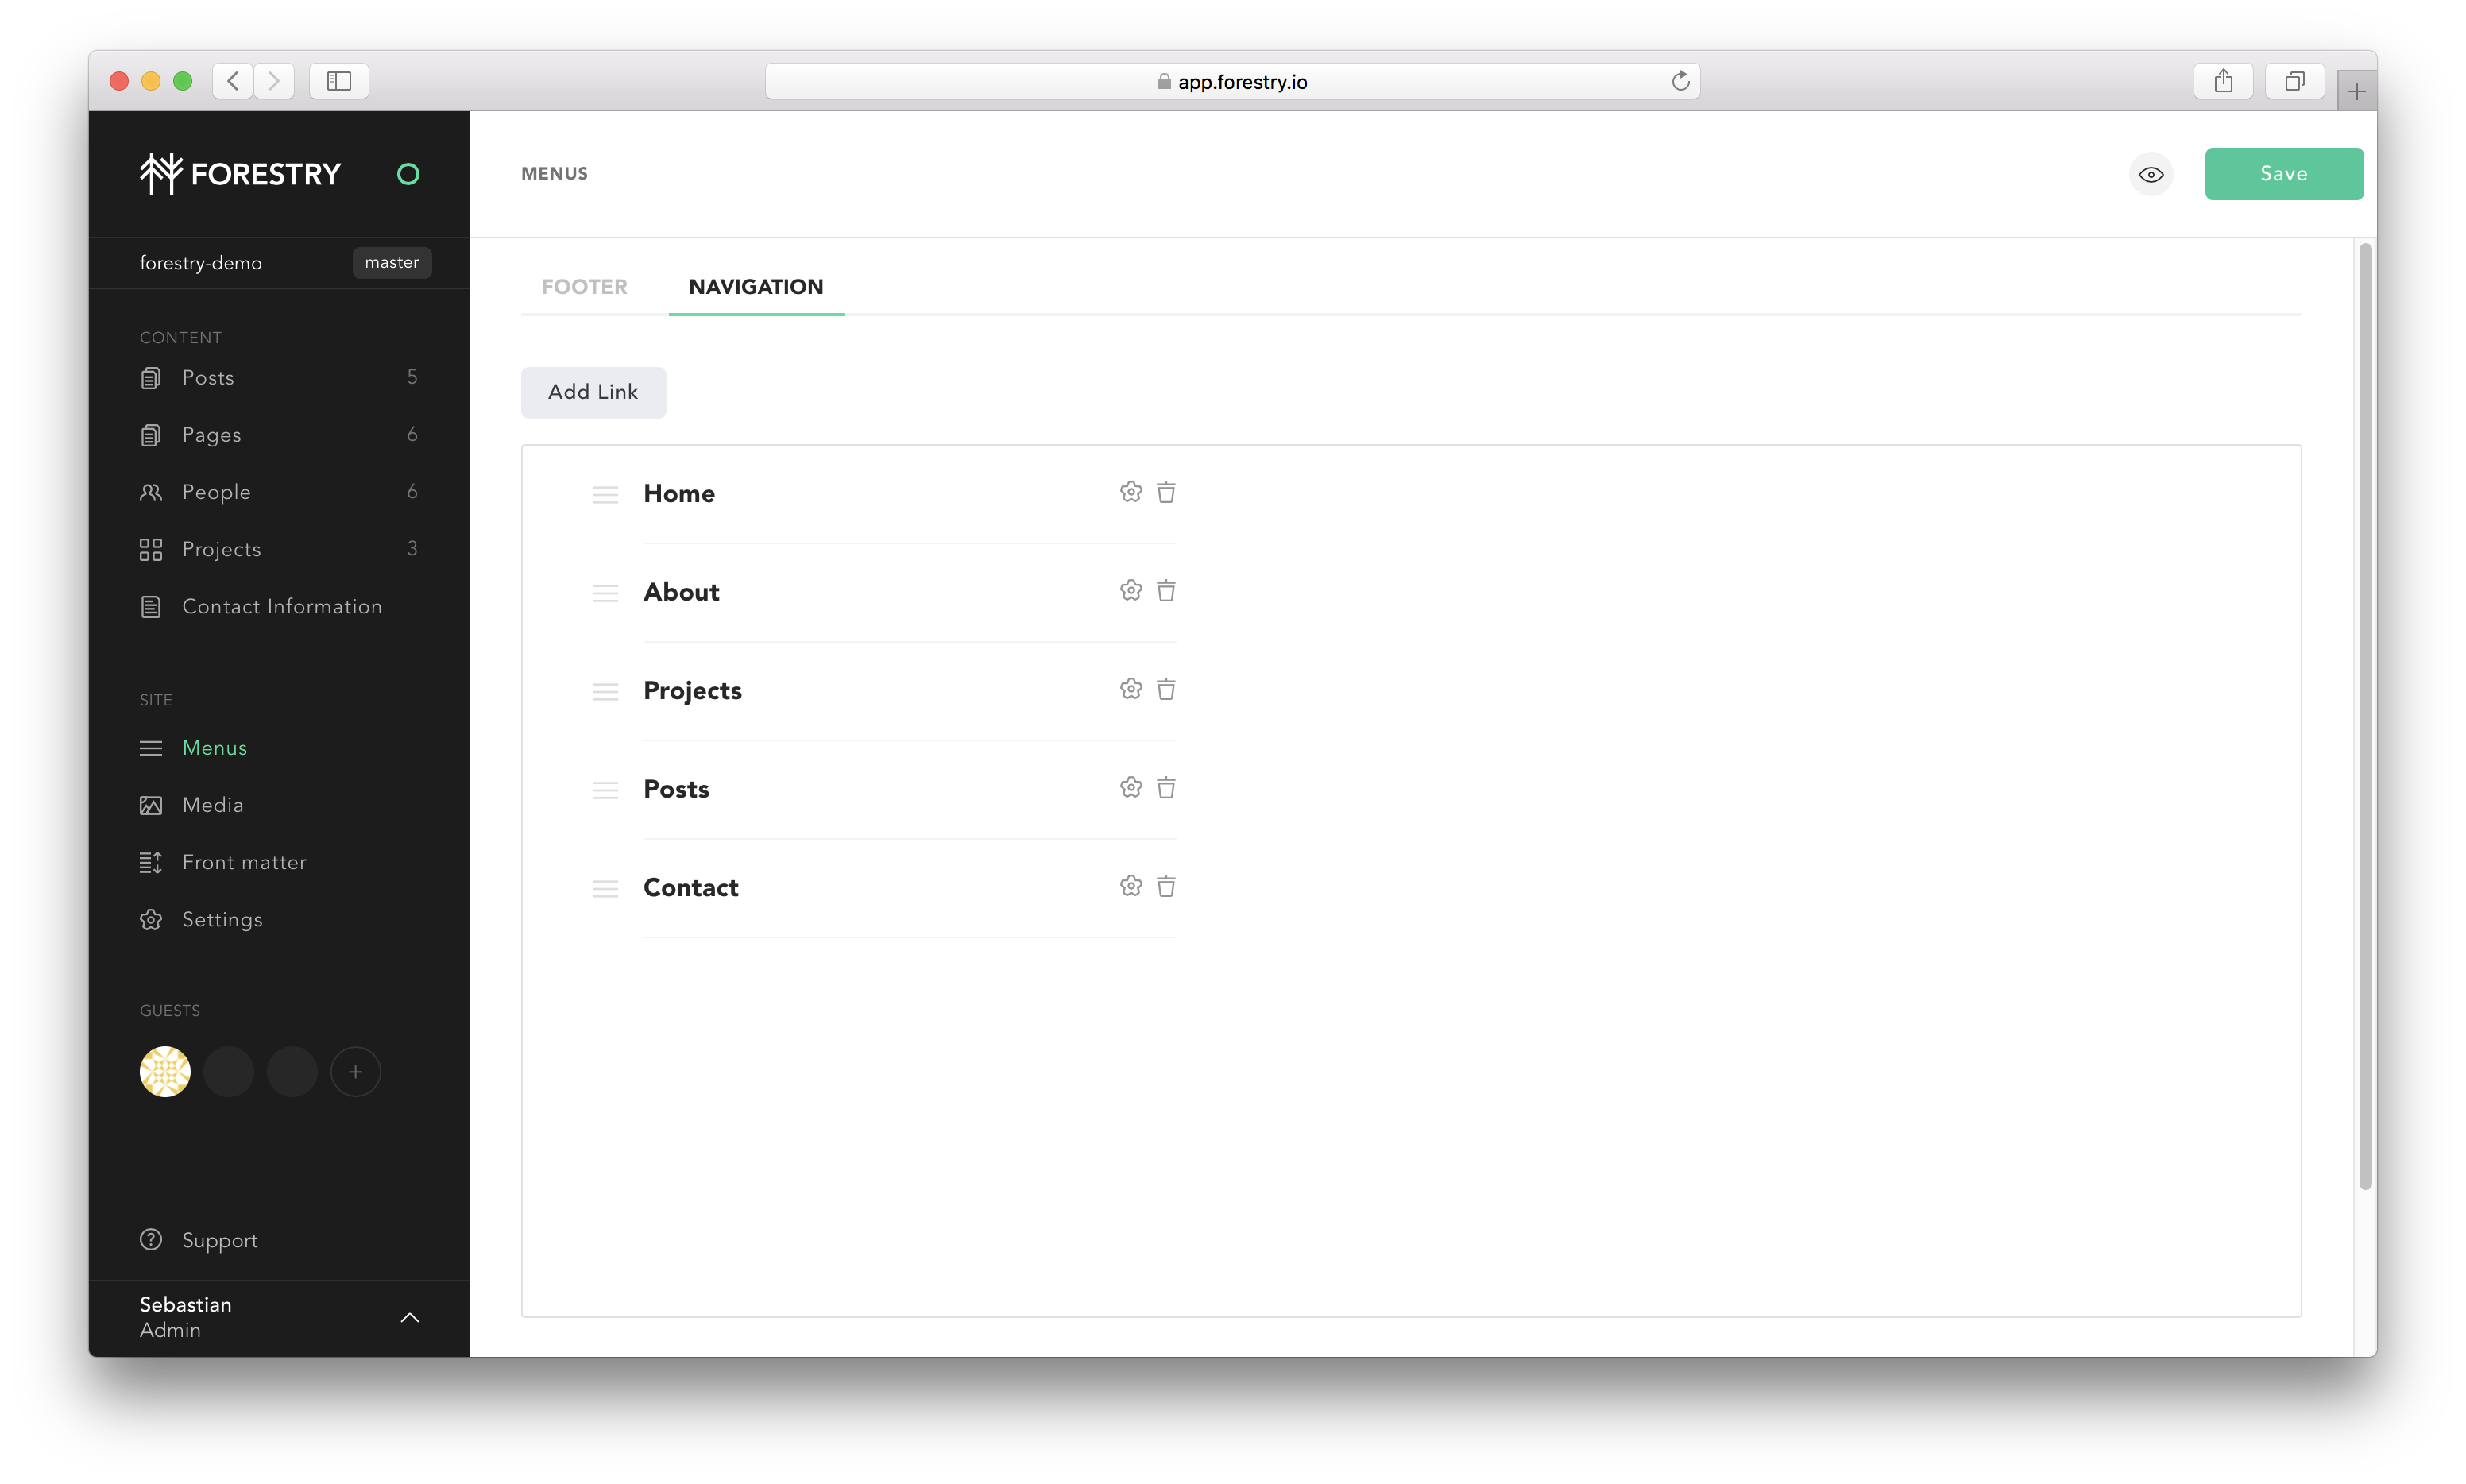 app.forestry.io
FORESTRY
MENUS
Save
forestry-demo master
FOOTER NAVIGATION
CONTENT
Posts 5
Pages 6
People 6
Projects 3
Contact Information
SITE
Menus
Media
Front matter
Settings
GUESTS
Support
Sebastian
Admin
Add Link
Home
About
Projects
Posts
Contact